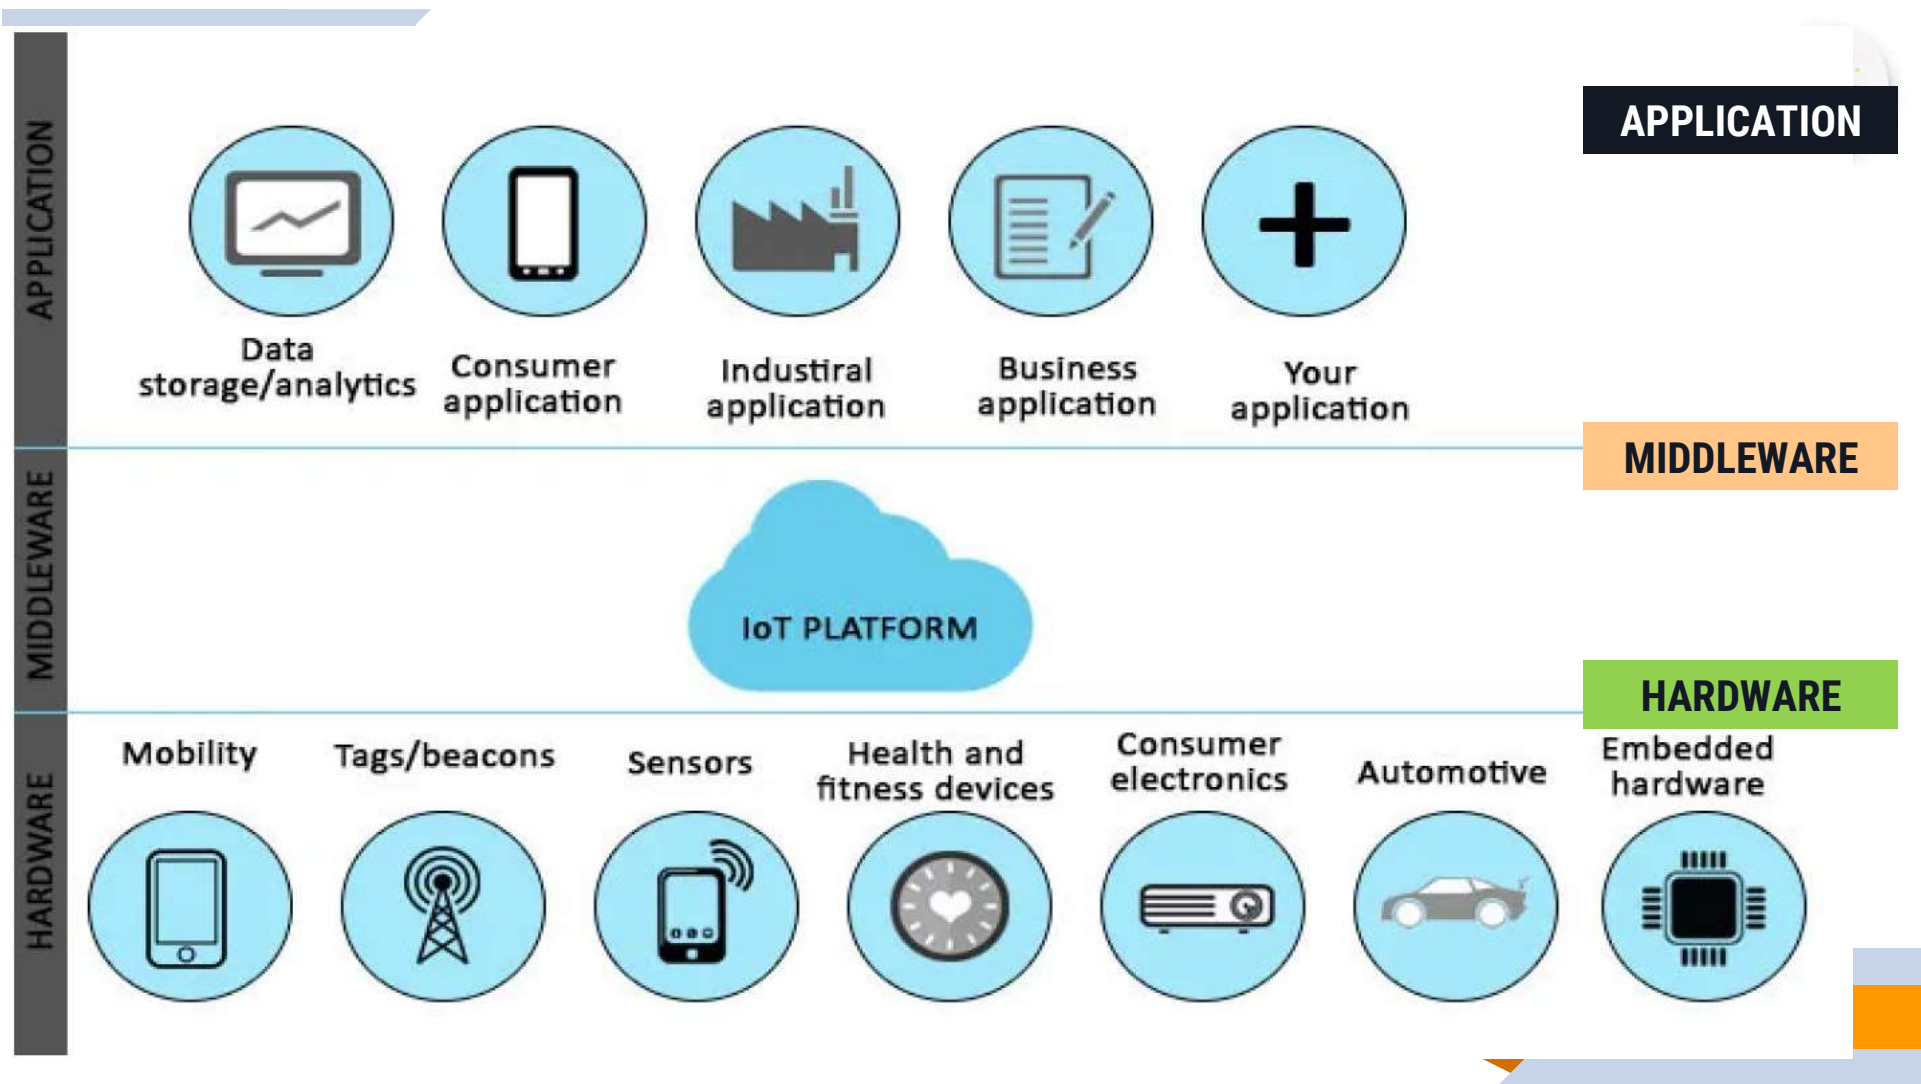 APPLICATION
APPLICATION
Data
storage/analytics
Consumer
application
Industiral
application
Business
application
Your
application
MIDDLEWARE
MIDDLEWARE
IoT PLATFORM
HARDWARE
HARDWARE
Mobility
Tags/beacons
Sensors
Health and
fitness devices
Consumer
electronics
Automotive
Embedded
hardware